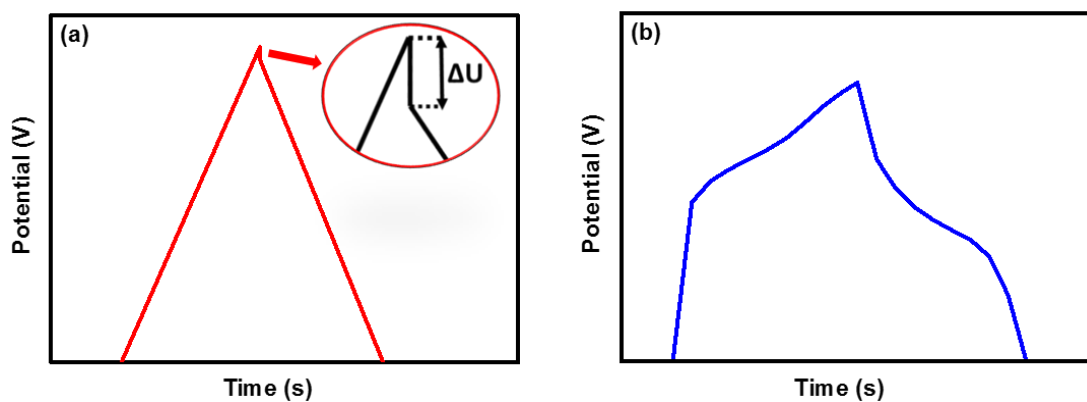 (a)
ΔU
Potential (V)
Time (s)
(b)
Potential (V)
Time (s)